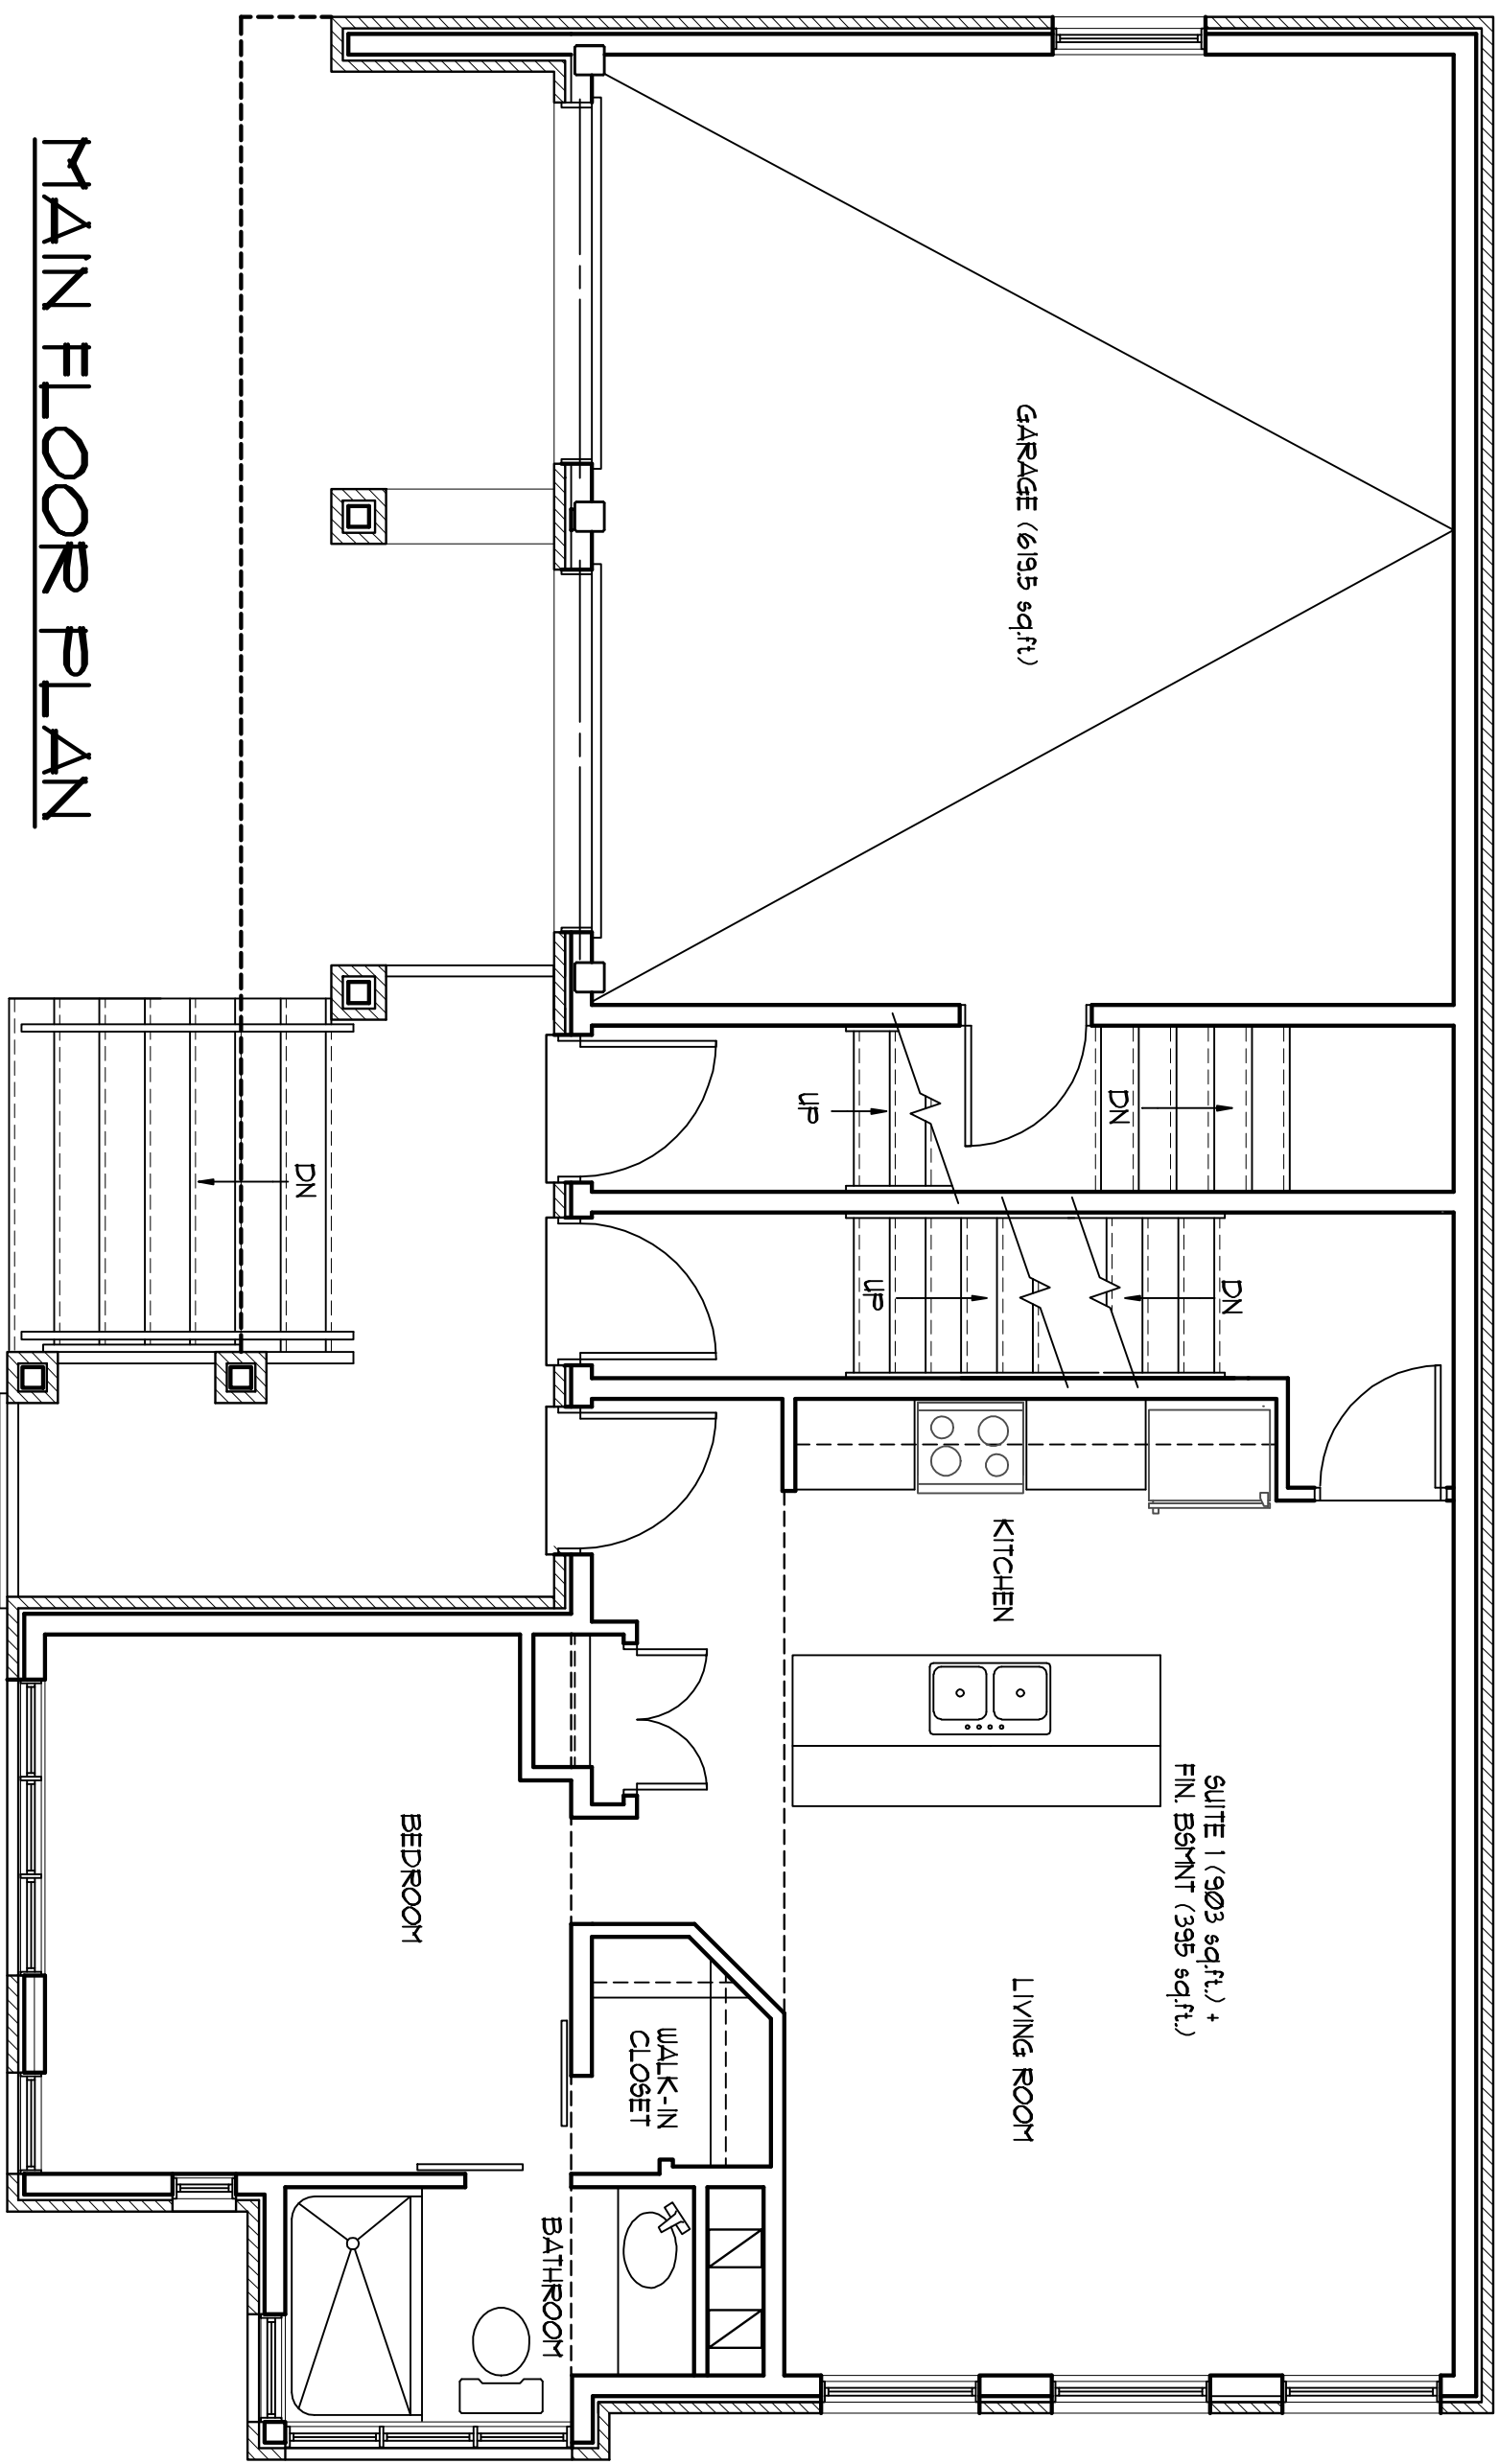 GARAGE (619.5 sq.ft.)
UP
DN
DN
UP
DN
KITCHEN
SUITE 1 (903 sq.ft.) +
FIN. BSMNT (395 sq.ft.)
LIVING ROOM
WALK-IN
CLOSET
BEDROOM
BATHROOM
MAIN FLOOR PLAN